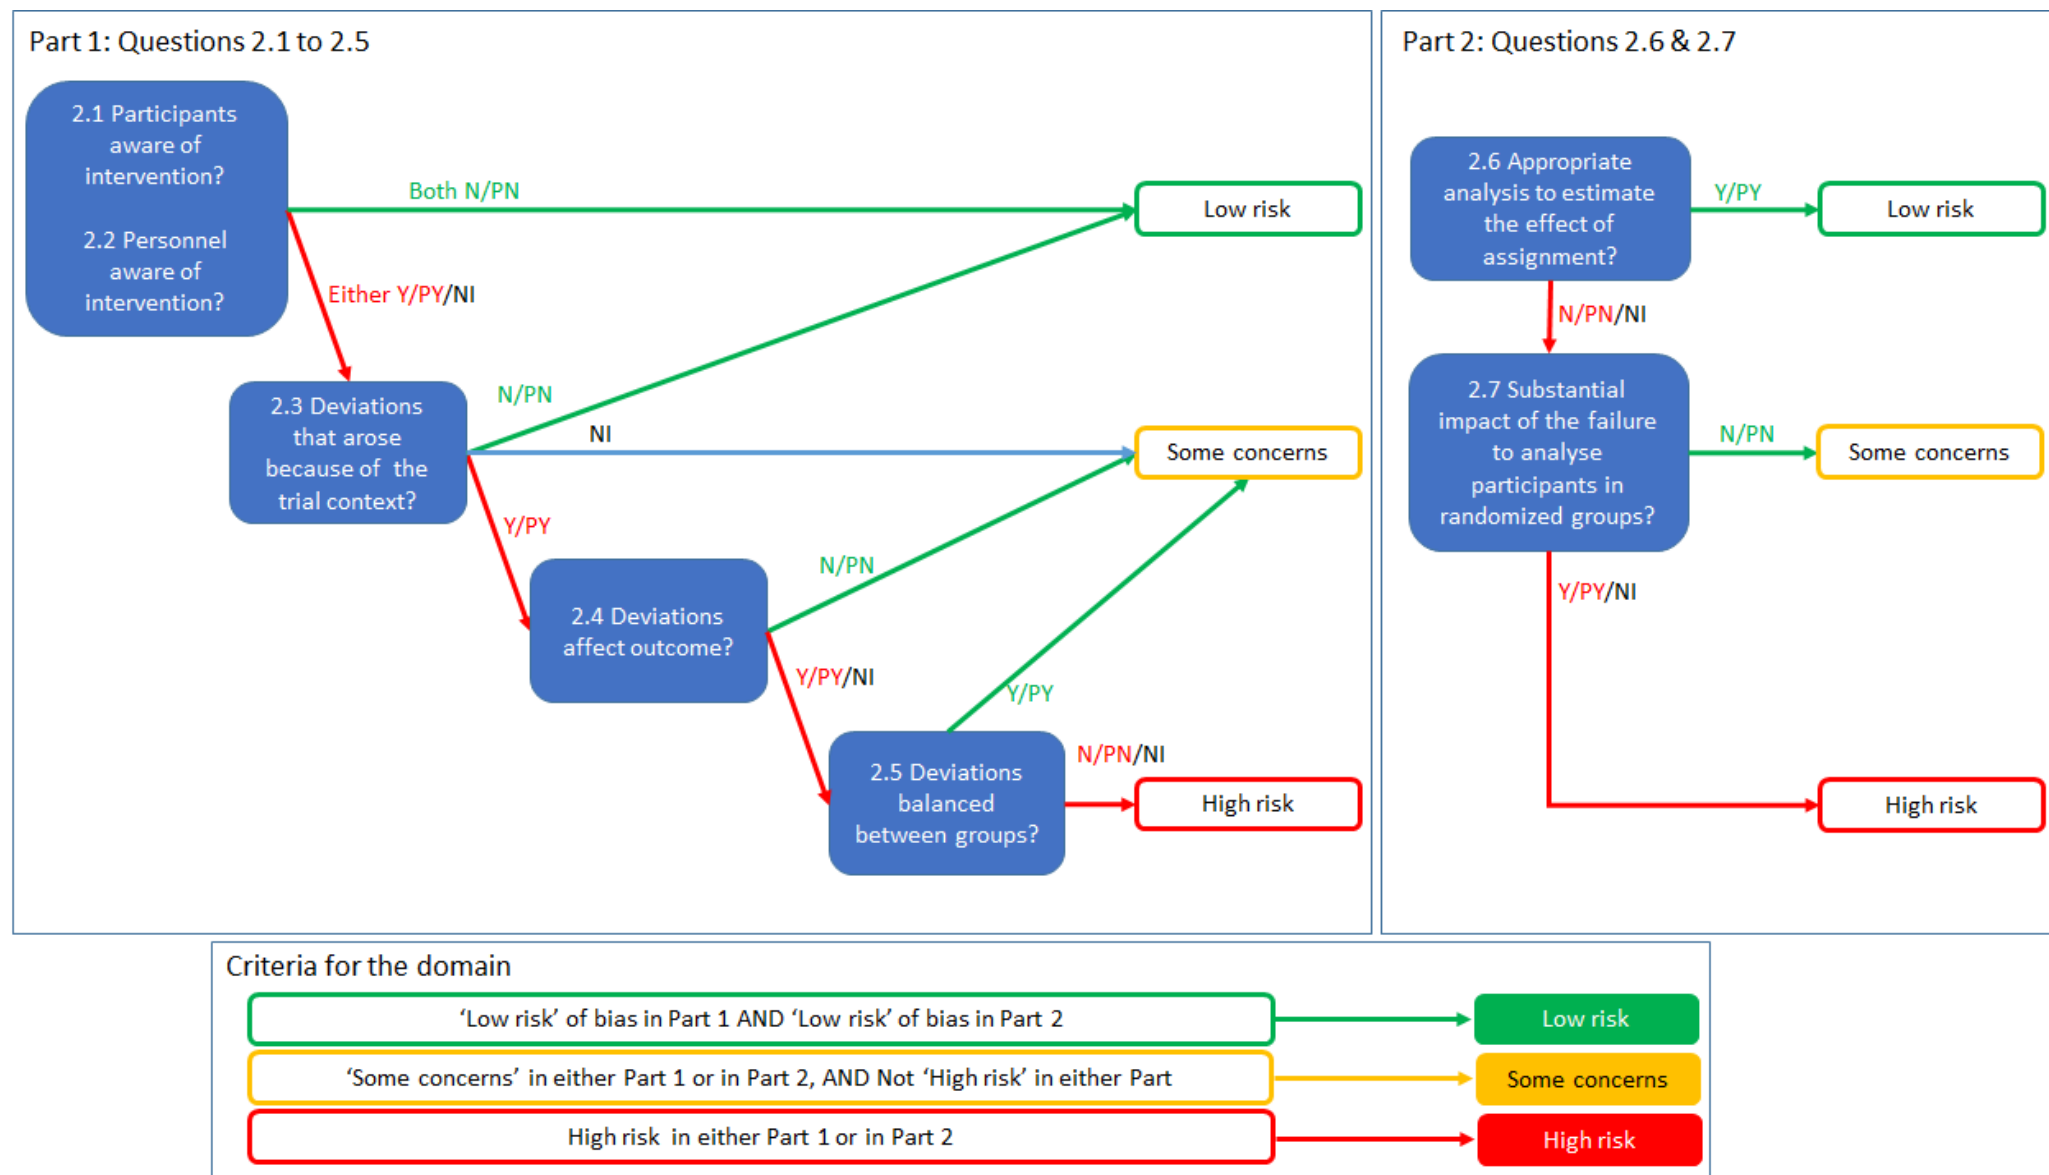 Part 1: Questions 2.1 to 2.5
2.1 Participants
aware of
intervention?
2.2 Personnel
aware of
intervention?
Both N/PN
Low risk
Either Y/PY/NI
2.3 Deviations
that arose
because of the
trial context?
N/PN
NI
Some concerns
Y/PY
2.4 Deviations
affect outcome?
N/PN
Y/PY/NI
Y/PY
2.5 Deviations
balanced
between groups?
N/PN/NI
High risk
Part 2: Questions 2.6 & 2.7
2.6 Appropriate
analysis to estimate
the effect of
assignment?
Y/PY
Low risk
N/PN/NI
2.7 Substantial
impact of the failure
to analyse
participants in
randomized groups?
N/PN
Some concerns
Y/PY/NI
High risk
Criteria for the domain
‘Low risk’ of bias in Part 1 AND ‘Low risk’ of bias in Part 2
Low risk
‘Some concerns’ in either Part 1 or in Part 2, AND Not ‘High risk’ in either Part
Some concerns
High risk in either Part 1 or in Part 2
High risk